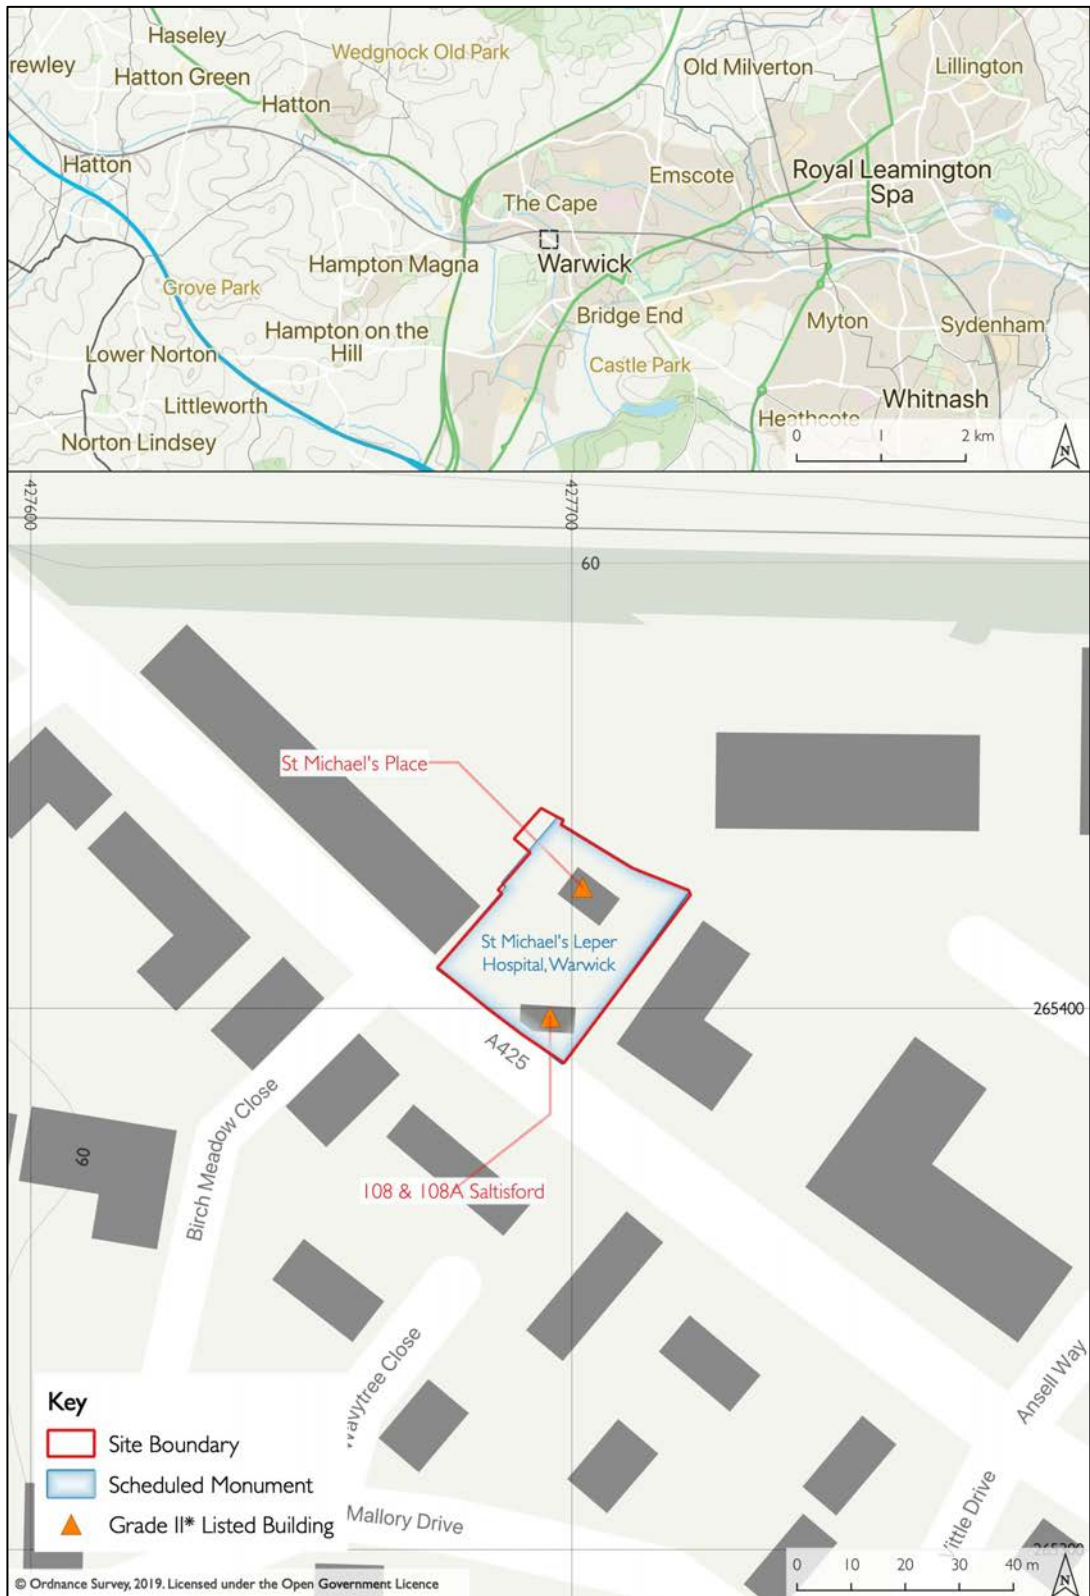 Haseley
Wedgnock Old Park
Old Milverton
Lillington
rewley
Hatton Green
Hatton
Hatton
Emscote
Royal Leamington
Spa
The Cape
Hampton Magna
Warwick
Grove Park
Bridge End
Myton
Sydenham
Hampton on the
Hill
Lower Norton
Castle Park
Littleworth
Whitnash
Heathcote
Norton Lindsey
0 1 2 km
N
427600
427700
60
St Michael's Place
St Michael's Leper
Hospital, Warwick
265400
A425
Birch Meadow Close
60
108 & 108A Saltisford
Ansell Way
Wavytree Close
Key
Site Boundary
Scheduled Monument
Grade II* Listed Building
Mallory Drive
Vittle Drive
265300
0 10 20 30 40 m
N
© Ordnance Survey, 2019. Licensed under the Open Government Licence